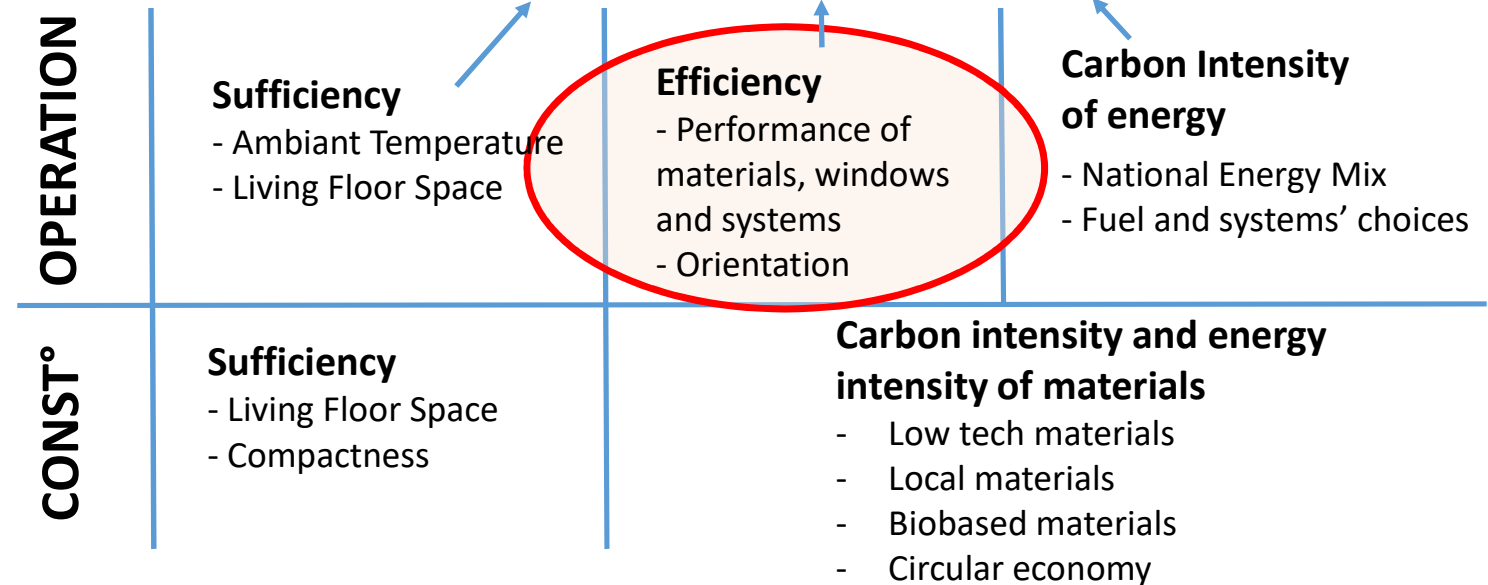 OPERATION
Sufficiency
- Ambiant Temperature
- Living Floor Space
Efficiency
- Performance of
materials, windows
and systems
- Orientation
Carbon Intensity
of energy
- National Energy Mix
- Fuel and systems’ choices
CONST°
Sufficiency
- Living Floor Space
- Compactness
Carbon intensity and energy
intensity of materials
- Low tech materials
- Local materials
- Biobased materials
- Circular economy